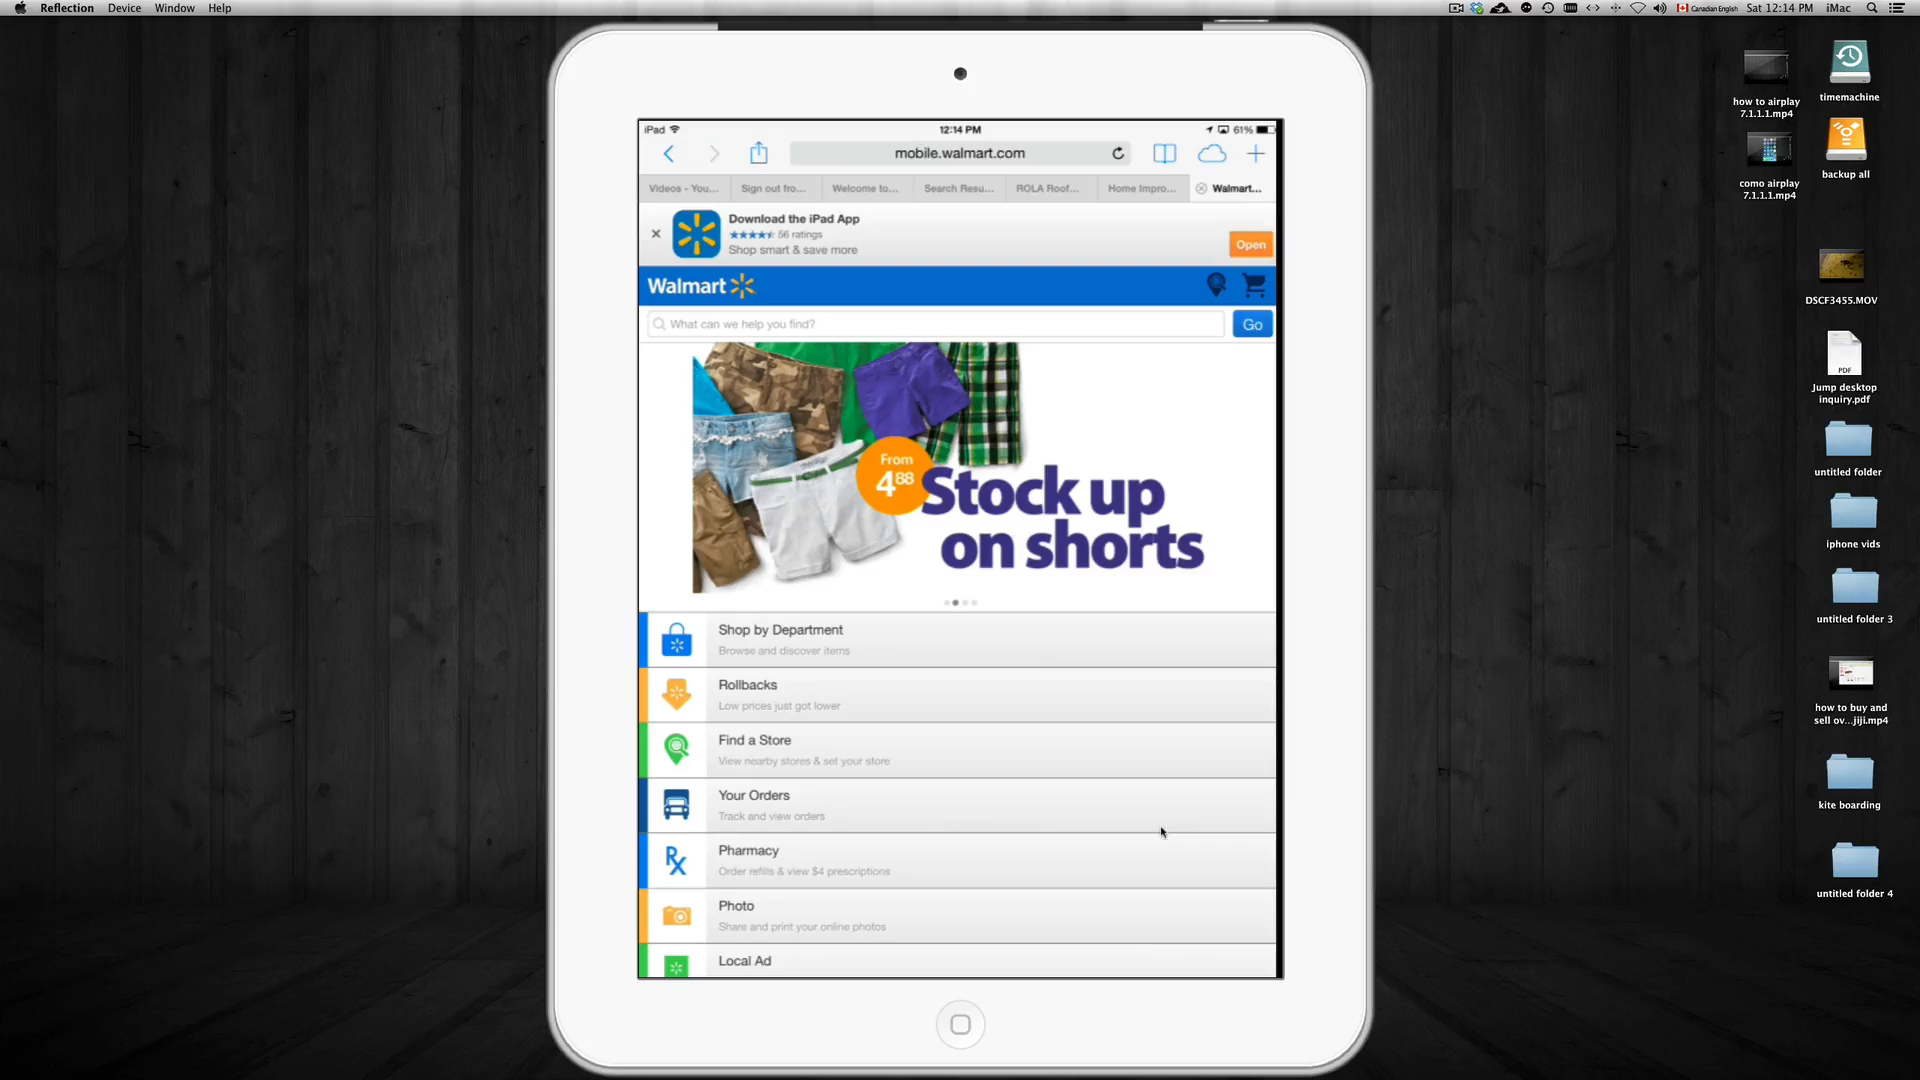 Reflection Device Window Help
Canadian English Sat 12:14 PM iMac
iPad 12:14 PM 61%
mobile.walmart.com
Videos - You... Sign out fro... Welcome to... Search Resu... ROLA Roof... Home Impro... Walmart...
Download the iPad App
56 ratings
Shop smart & save more
Open
Walmart
What can we help you find? Go
From
4.88
Stock up
on shorts
Shop by Department
Browse and discover items
Rollbacks
Low prices just got lower
Find a Store
View nearby stores & set your store
Your Orders
Track and view orders
Rx
Pharmacy
Order refills & view $4 prescriptions
Photo
Share and print your online photos
Local Ad
how to airplay
7.1.1.1.mp4
timemachine
como airplay
7.1.1.1.mp4
backup all
DSCF3455.MOV
PDF
Jump desktop
inquiry.pdf
untitled folder
iphone vids
untitled folder 3
how to buy and
sell ov...jiji.mp4
kite boarding
untitled folder 4